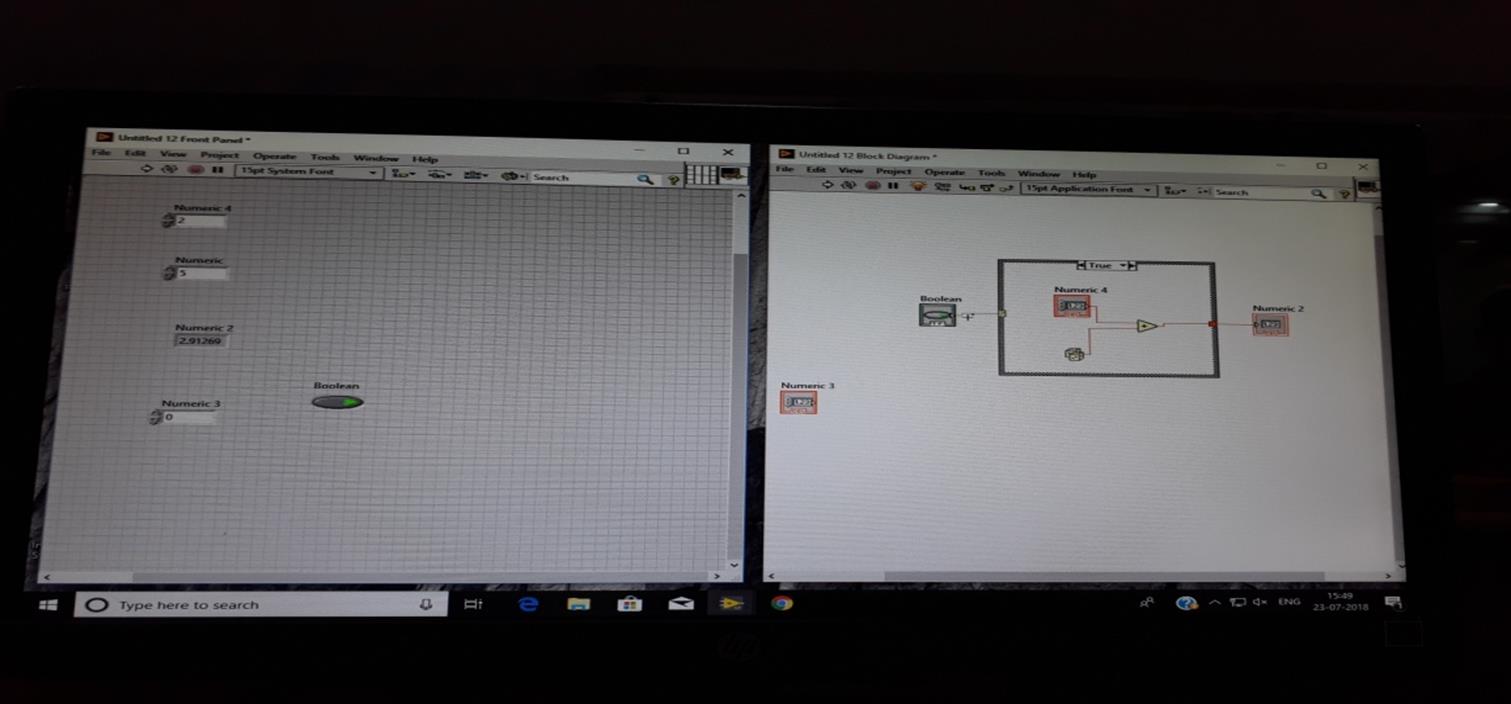 Untitled 12 Front Panel *
File Edit View Project Operate Tools Window Help
15pt System Font
Search
Numeric 4
2
Numeric
5
Numeric 2
2.91269
Boolean
Numeric 3
0
Untitled 12 Block Diagram *
File Edit View Project Operate Tools Window Help
15pt Application Font
Search
True
Numeric 4
Boolean
Numeric 2
Numeric 3
Type here to search
ENG
15:49
23-07-2018
hp